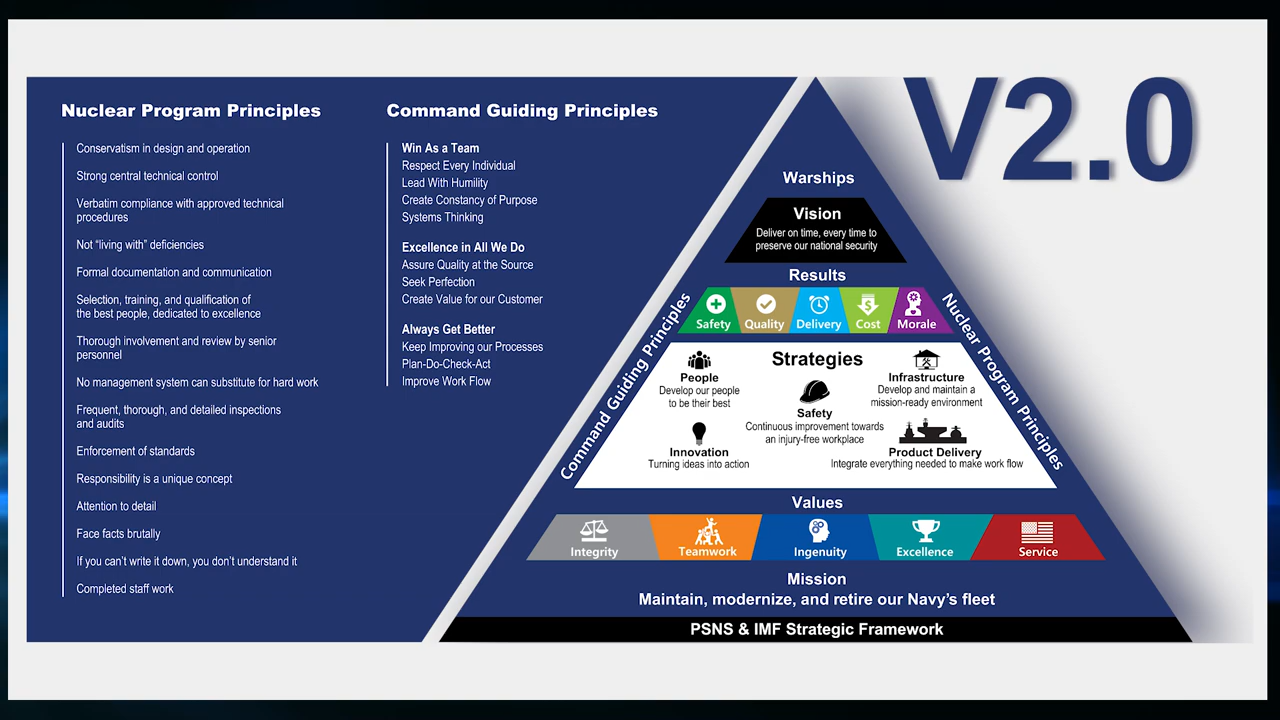 V2.0
Nuclear Program Principles
Conservatism in design and operation
Strong central technical control
Verbatim compliance with approved technical
procedures
Not “living with” deficiencies
Formal documentation and communication
Selection, training, and qualification of
the best people, dedicated to excellence
Thorough involvement and review by senior
personnel
No management system can substitute for hard work
Frequent, thorough, and detailed inspections
and audits
Enforcement of standards
Responsibility is a unique concept
Attention to detail
Face facts brutally
If you can’t write it down, you don’t understand it
Completed staff work
Command Guiding Principles
Win As a Team
Respect Every Individual
Lead With Humility
Create Constancy of Purpose
Systems Thinking
Excellence in All We Do
Assure Quality at the Source
Seek Perfection
Create Value for our Customer
Always Get Better
Keep Improving our Processes
Plan-Do-Check-Act
Improve Work Flow
Warships
Vision
Deliver on time, every time to
preserve our national security
Results
Safety
Quality
Delivery
$
Cost
Morale
Command Guiding Principles
Nuclear Program Principles
Strategies
People
Develop our people
to be their best
Infrastructure
Develop and maintain a
mission-ready environment
Safety
Continuous improvement towards
an injury-free workplace
Innovation
Turning ideas into action
Product Delivery
Integrate everything needed to make work flow
Values
Integrity
Teamwork
Ingenuity
Excellence
Service
Mission
Maintain, modernize, and retire our Navy’s fleet
PSNS & IMF Strategic Framework